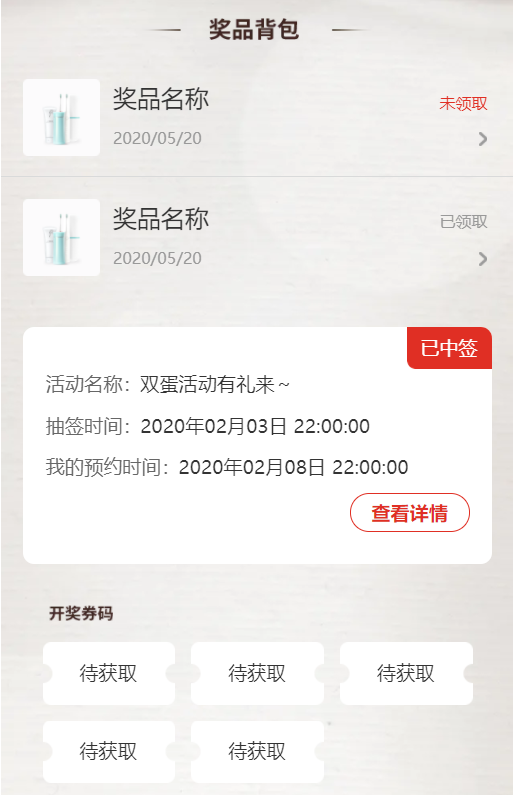 奖品背包
奖品名称
未领取
2020/05/20
奖品名称
已领取
2020/05/20
已中签
活动名称：双蛋活动有礼来～
抽签时间：2020年02月03日 22:00:00
我的预约时间：2020年02月08日 22:00:00
查看详情
开奖券码
待获取 待获取 待获取
待获取 待获取